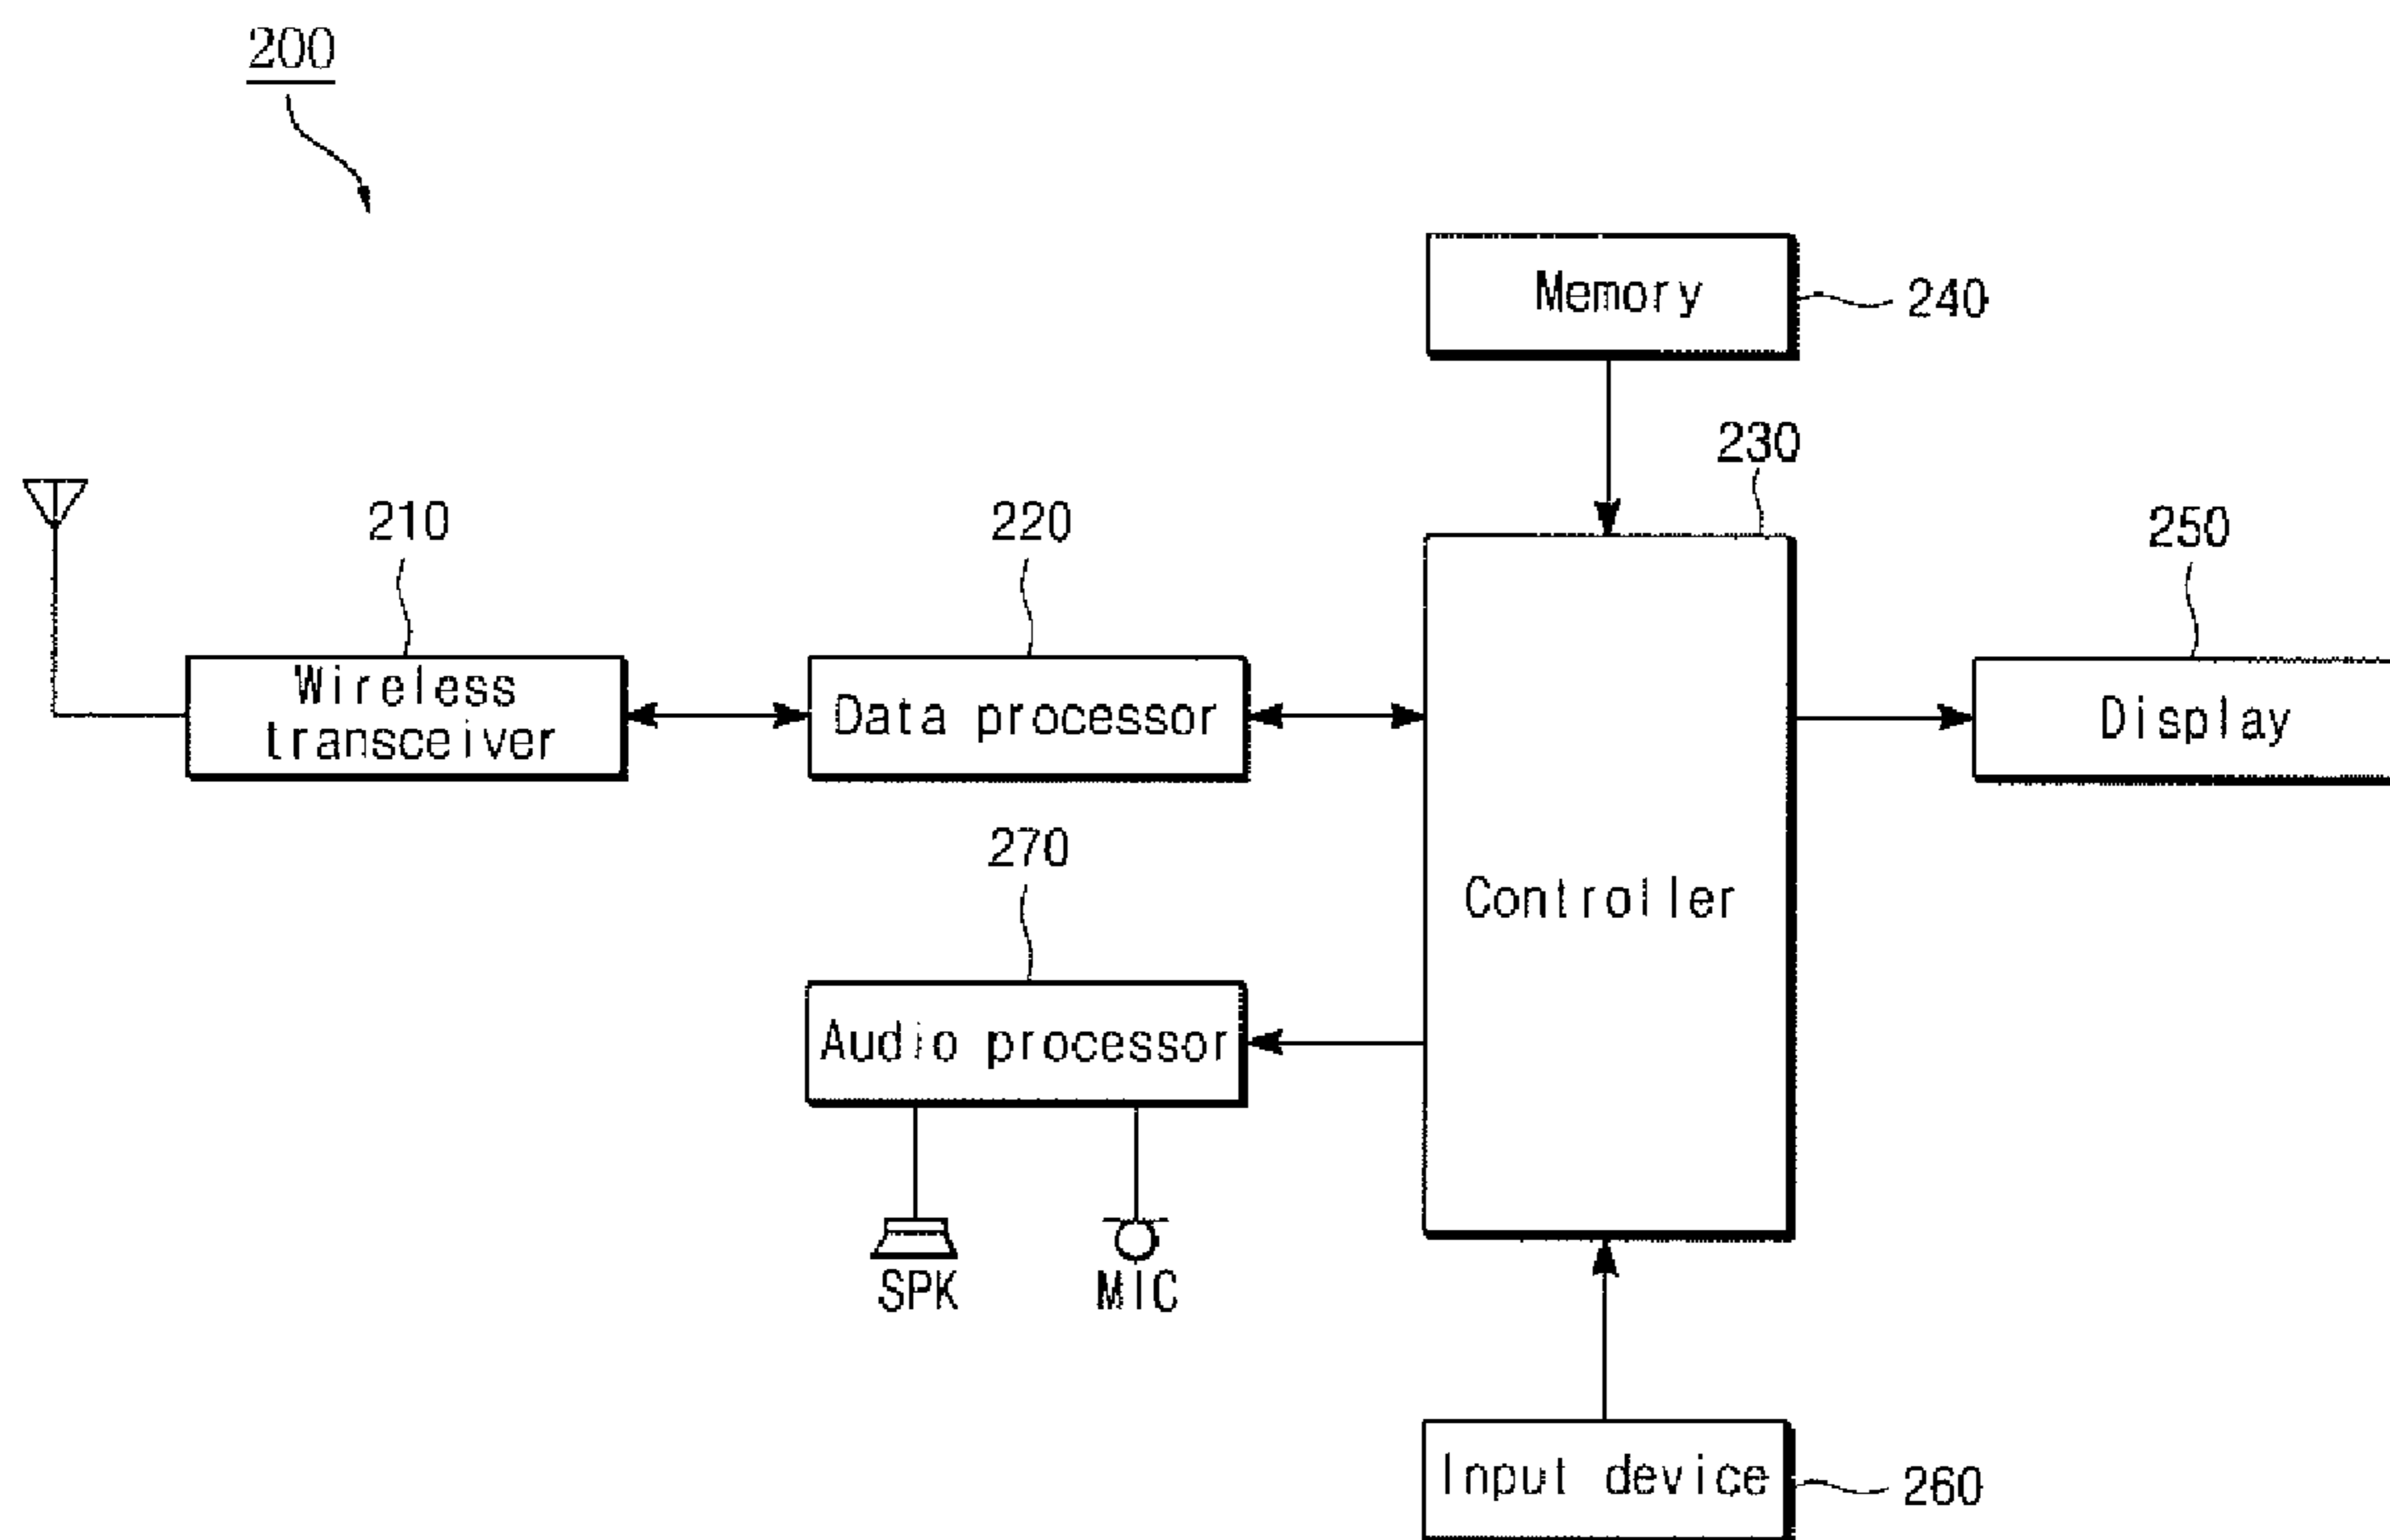 200
Memory
240
230
210
220
250
Wireless
transceiver
Data processor
Display
270
Controller
Audio processor
SPK
MIC
Input device
260